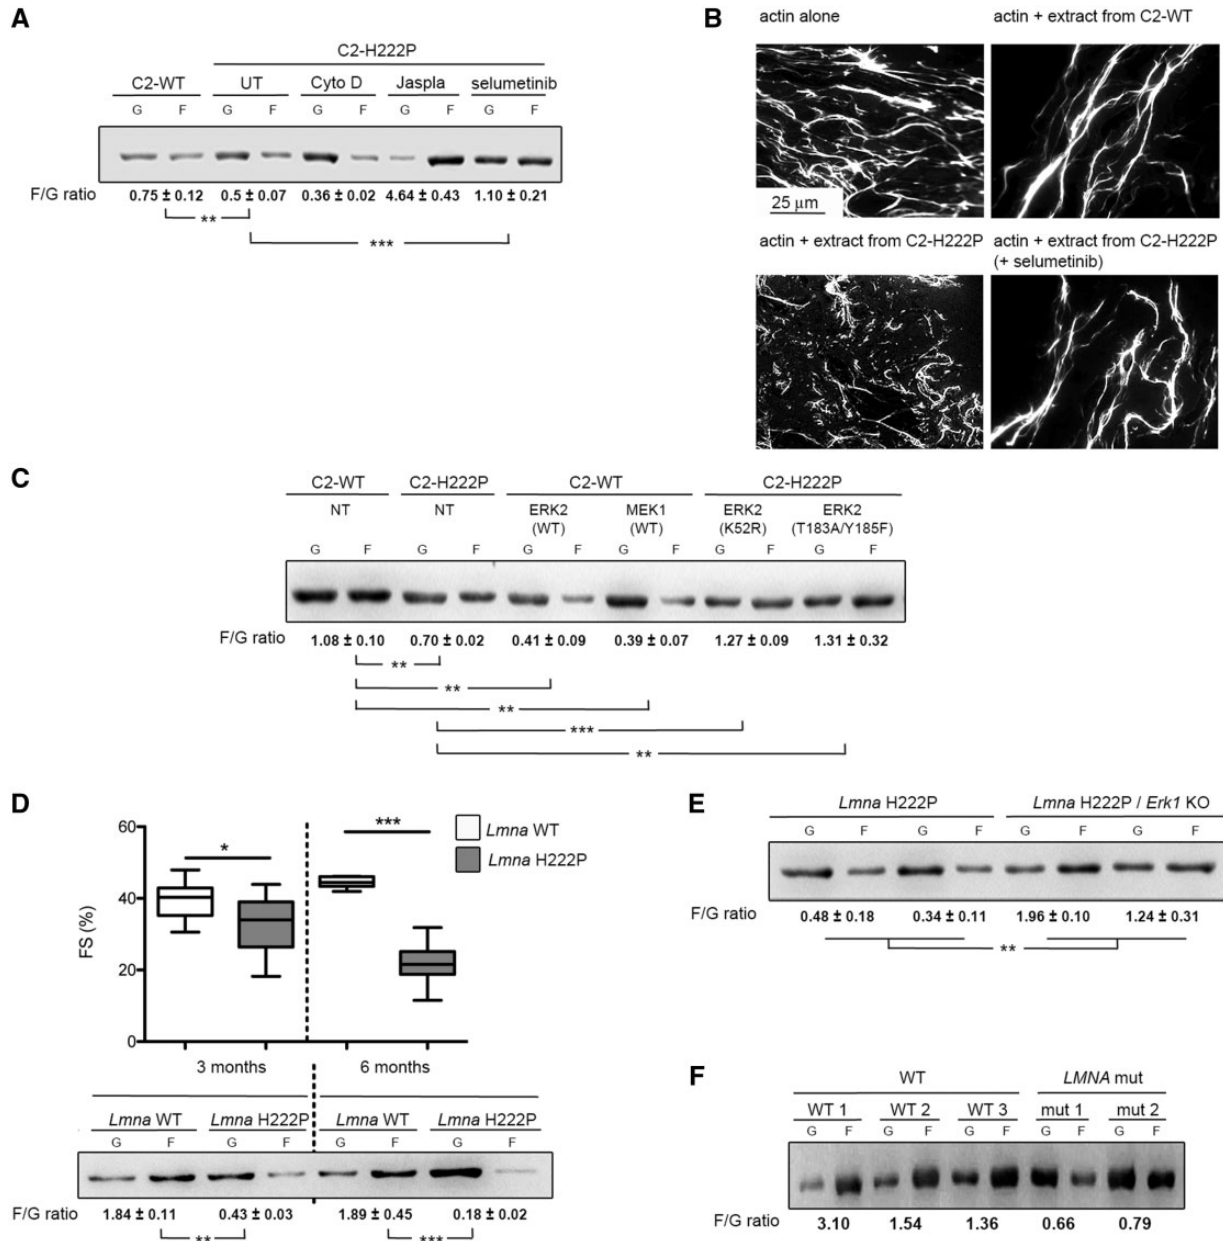 A
C2-H222P
C2-WT UT Cyto D Jaspla selumetinib
G F G F G F G F G F
F/G ratio 0.75 ± 0.12 0.5 ± 0.07 0.36 ± 0.02 4.64 ± 0.43 1.10 ± 0.21
**
***
B
actin alone actin + extract from C2-WT
25 µm
actin + extract from C2-H222P actin + extract from C2-H222P
(+ selumetinib)
C
C2-WT C2-H222P C2-WT C2-H222P
NT NT ERK2 MEK1 ERK2 ERK2
(WT) (WT) (K52R) (T183A/Y185F)
G F G F G F G F G F G F
F/G ratio 1.08 ± 0.10 0.70 ± 0.02 0.41 ± 0.09 0.39 ± 0.07 1.27 ± 0.09 1.31 ± 0.32
**
**
**
***
**
D
60
40
20
0
FS (%)
* ***
Lmna WT
Lmna H222P
3 months 6 months
Lmna WT Lmna H222P Lmna WT Lmna H222P
G F G F G F G F
F/G ratio 1.84 ± 0.11 0.43 ± 0.03 1.89 ± 0.45 0.18 ± 0.02
** ***
E
Lmna H222P Lmna H222P / Erk1 KO
G F G F G F G F
F/G ratio 0.48 ± 0.18 0.34 ± 0.11 1.96 ± 0.10 1.24 ± 0.31
**
F
WT LMNA mut
WT 1 WT 2 WT 3 mut 1 mut 2
G F G F G F G F G F
F/G ratio 3.10 1.54 1.36 0.66 0.79